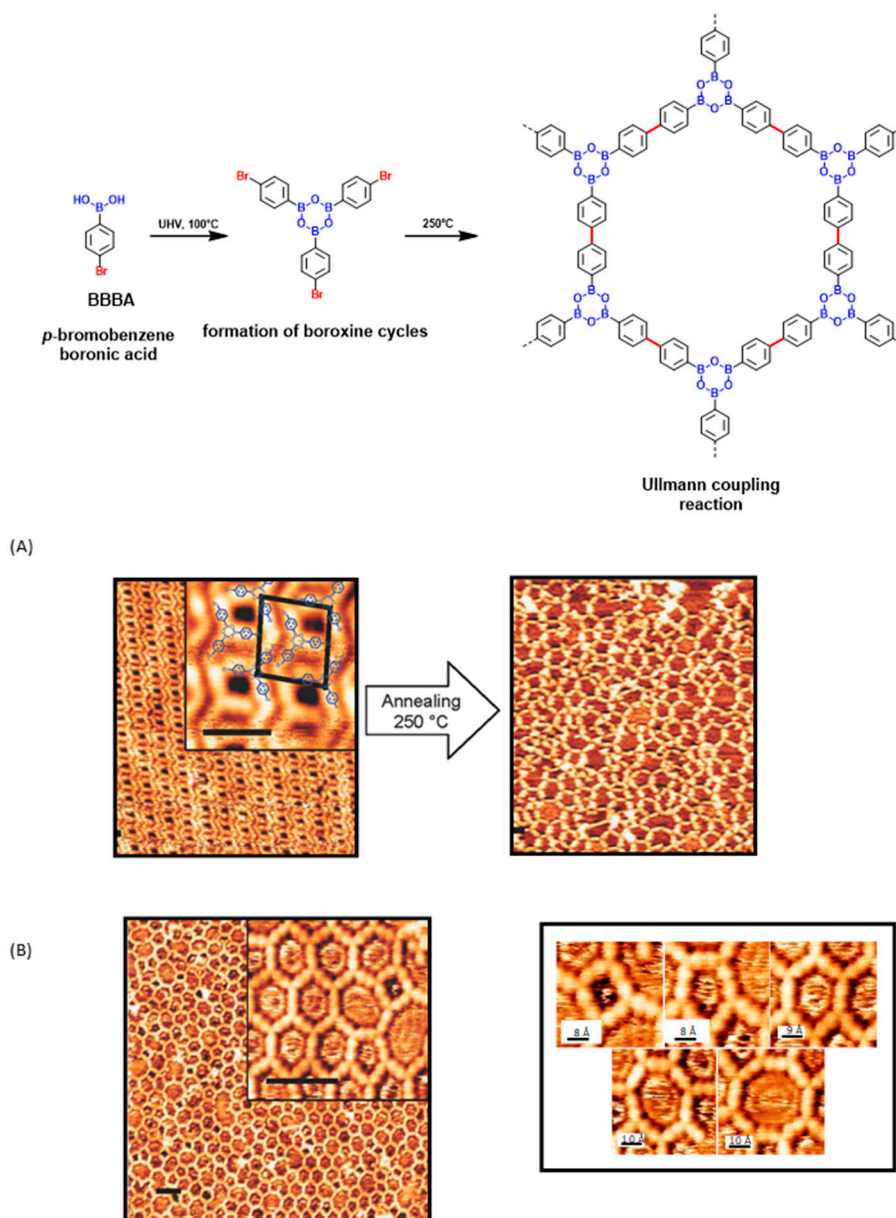 HO OH
B
Br
BBBA
p-bromobenzene
boronic acid
UHV, 100°C
Br Br
B O B
O O
B
Br
formation of boroxine cycles
250°C
B
O O
B O B
B O B
O O
B
B O B
O O
B
B
O O
B O B
B
O O
B O B
B O B
O O
B
Ullmann coupling
reaction
(A)
Annealing
250 °C
(B)
8 Å
8 Å
9 Å
10 Å
10 Å